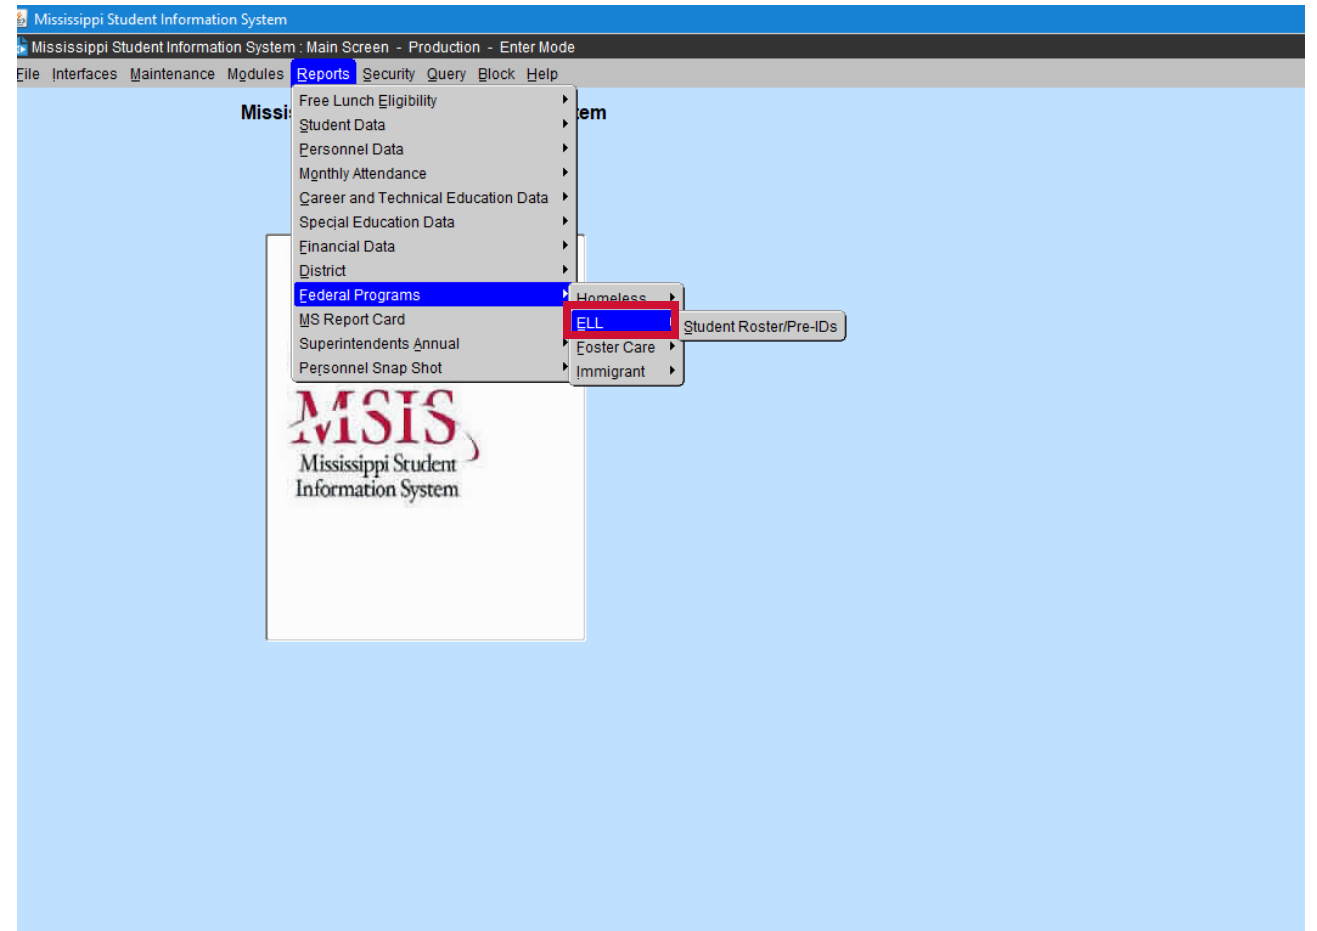 Mississippi Student Information System
Mississippi Student Information System : Main Screen - Production - Enter Mode
File Interfaces Maintenance Modules Reports Security Query Block Help
Missi tem
Free Lunch Eligibility
Student Data
Personnel Data
Monthly Attendance
Career and Technical Education Data
Special Education Data
Financial Data
District
Federal Programs
MS Report Card
Superintendents Annual
Personnel Snap Shot
Homeless
ELL
Foster Care
Immigrant
Student Roster/Pre-IDs
MSIS
Mississippi Student
Information System